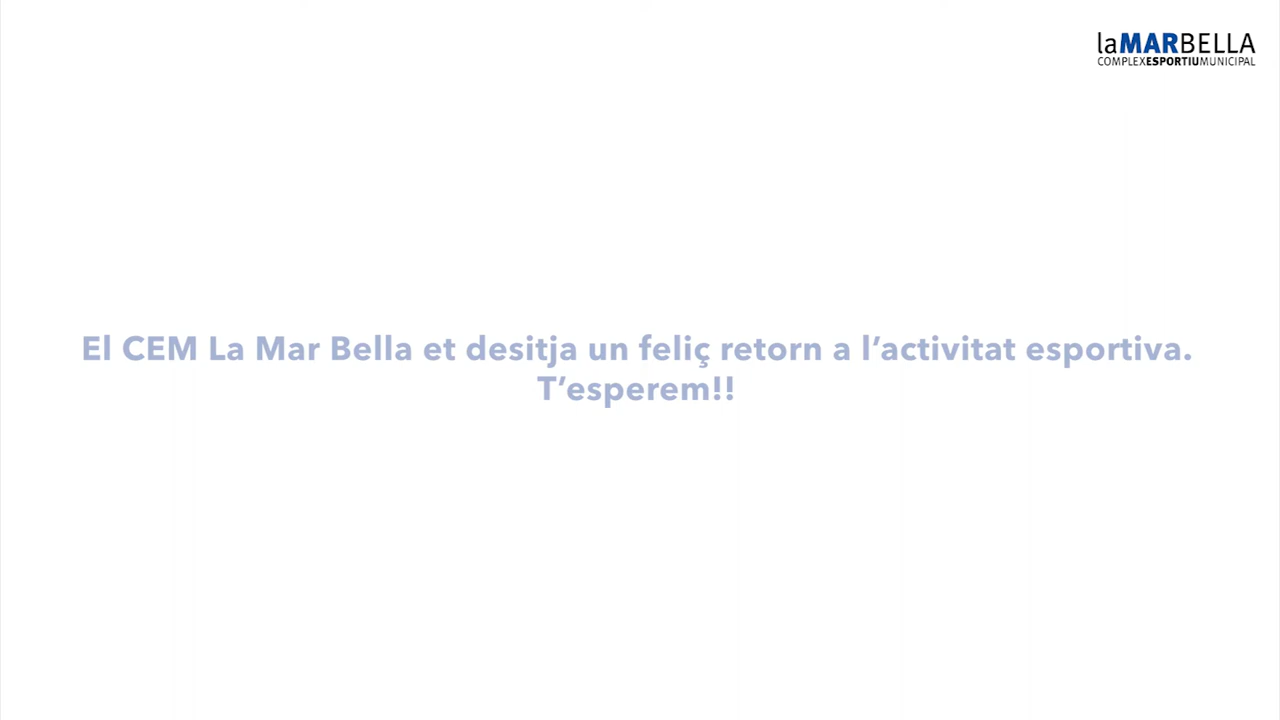 laMARBELLA
COMPLEXESPORTIUMUNICIPAL
El CEM La Mar Bella et desitja un feliç retorn a l’activitat esportiva.
T’esperem!!